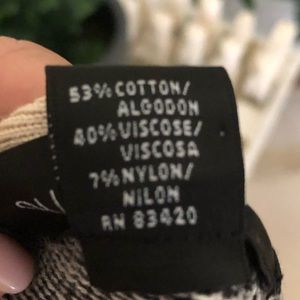 53% COTTON/
ALGODON
40% VISCOSE/
VISCOSA
7% NYLON/
NILON
RN 83420